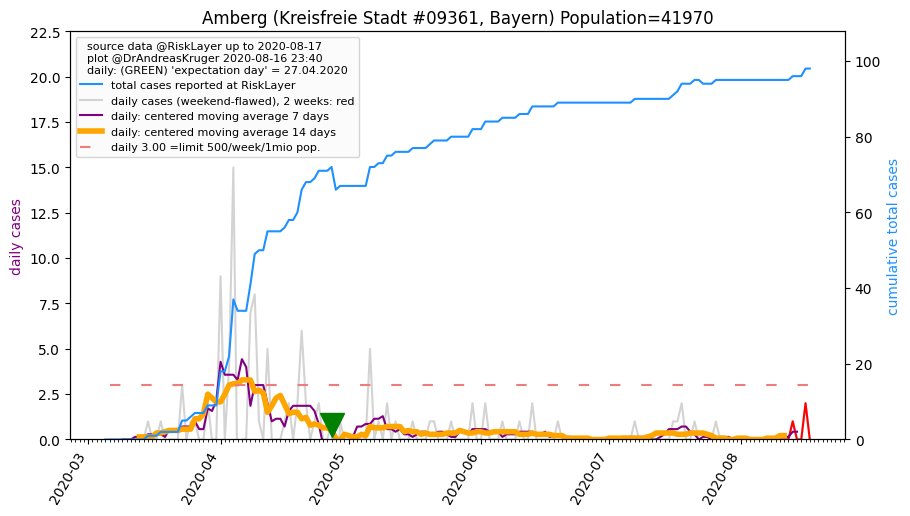 Amberg (Kreisfreie Stadt #09361, Bayern) Population=41970
source data @RiskLayer up to 2020-08-17
plot @DrAndreasKruger 2020-08-16 23:40
daily: (GREEN) 'expectation day' = 27.04.2020
total cases reported at RiskLayer
daily cases (weekend-flawed), 2 weeks: red
daily: centered moving average 7 days
daily: centered moving average 14 days
daily 3.00 =limit 500/week/1mio pop.
daily cases
22.5
20.0
17.5
15.0
12.5
10.0
7.5
5.0
2.5
0.0
cumulative total cases
100
80
60
40
20
0
2020-03
2020-04
2020-05
2020-06
2020-07
2020-08